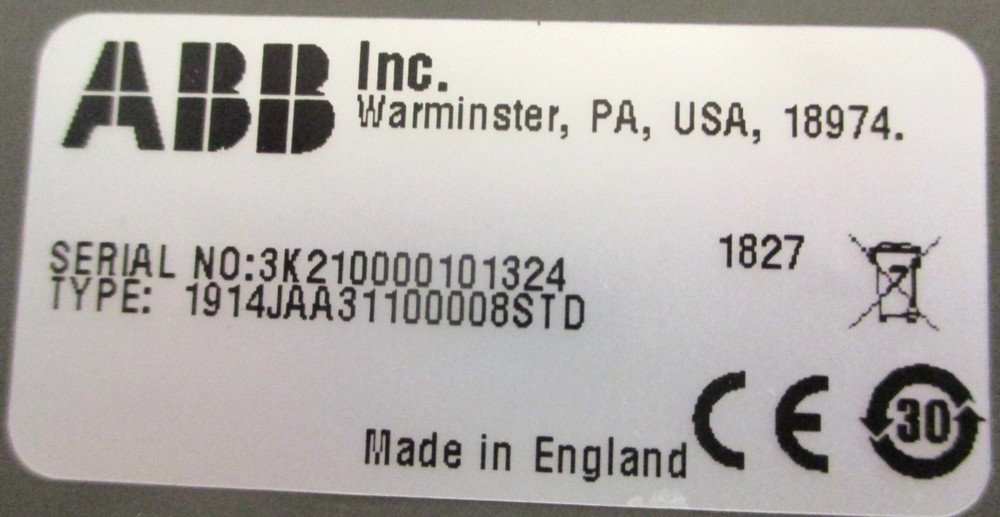 ABB Inc.
Warminster, PA, USA, 18974.
SERIAL NO:3K210000101324
TYPE: 1914JAA31100008STD
1827
Made in England
CE
30